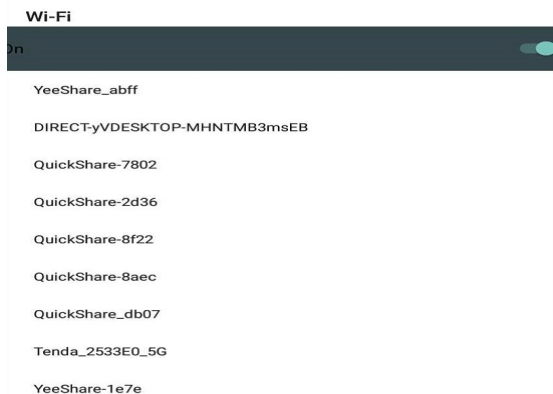 Wi-Fi
On
YeeShare_abff
DIRECT-yVDESKTOP-MHNTMB3msEB
QuickShare-7802
QuickShare-2d36
QuickShare-8f22
QuickShare-8aec
QuickShare_db07
Tenda_2533E0_5G
YeeShare-1e7e